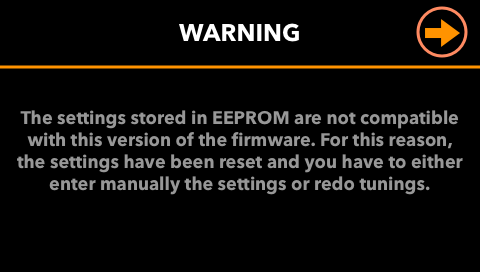 WARNING
The settings stored in EEPROM are not compatible
with this version of the firmware. For this reason,
the settings have been reset and you have to either
enter manually the settings or redo tunings.